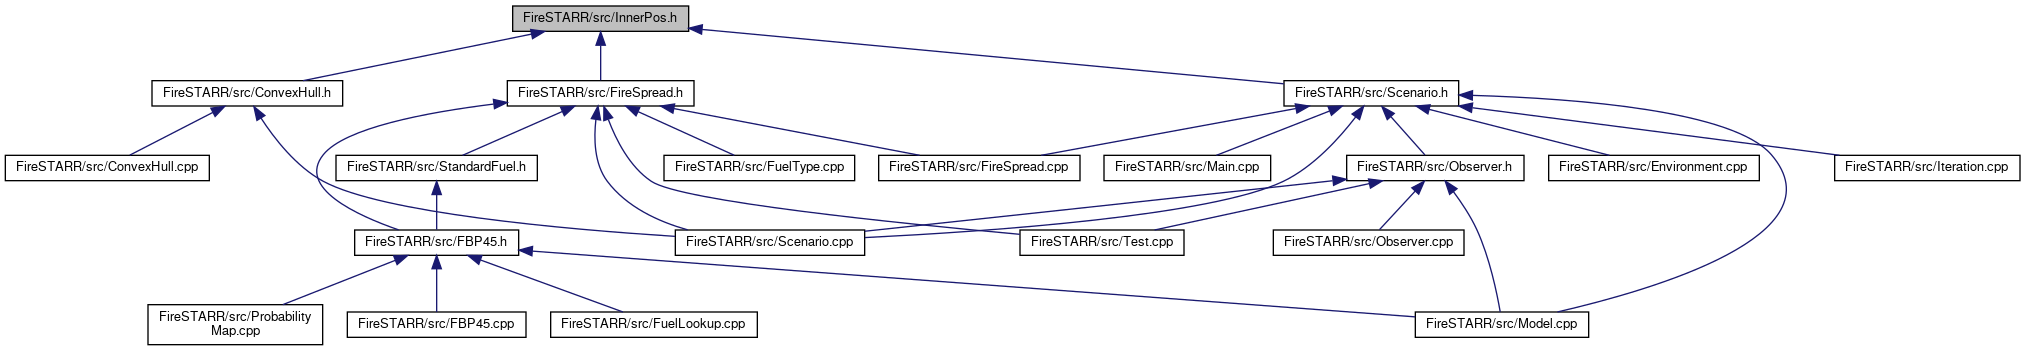 FireSTARR/src/InnerPos.h
FireSTARR/src/ConvexHull.h
FireSTARR/src/FireSpread.h
FireSTARR/src/Scenario.h
FireSTARR/src/ConvexHull.cpp
FireSTARR/src/StandardFuel.h
FireSTARR/src/FuelType.cpp
FireSTARR/src/FireSpread.cpp
FireSTARR/src/Main.cpp
FireSTARR/src/Observer.h
FireSTARR/src/Environment.cpp
FireSTARR/src/Iteration.cpp
FireSTARR/src/FBP45.h
FireSTARR/src/Scenario.cpp
FireSTARR/src/Test.cpp
FireSTARR/src/Observer.cpp
FireSTARR/src/Probability
Map.cpp
FireSTARR/src/FBP45.cpp
FireSTARR/src/FuelLookup.cpp
FireSTARR/src/Model.cpp